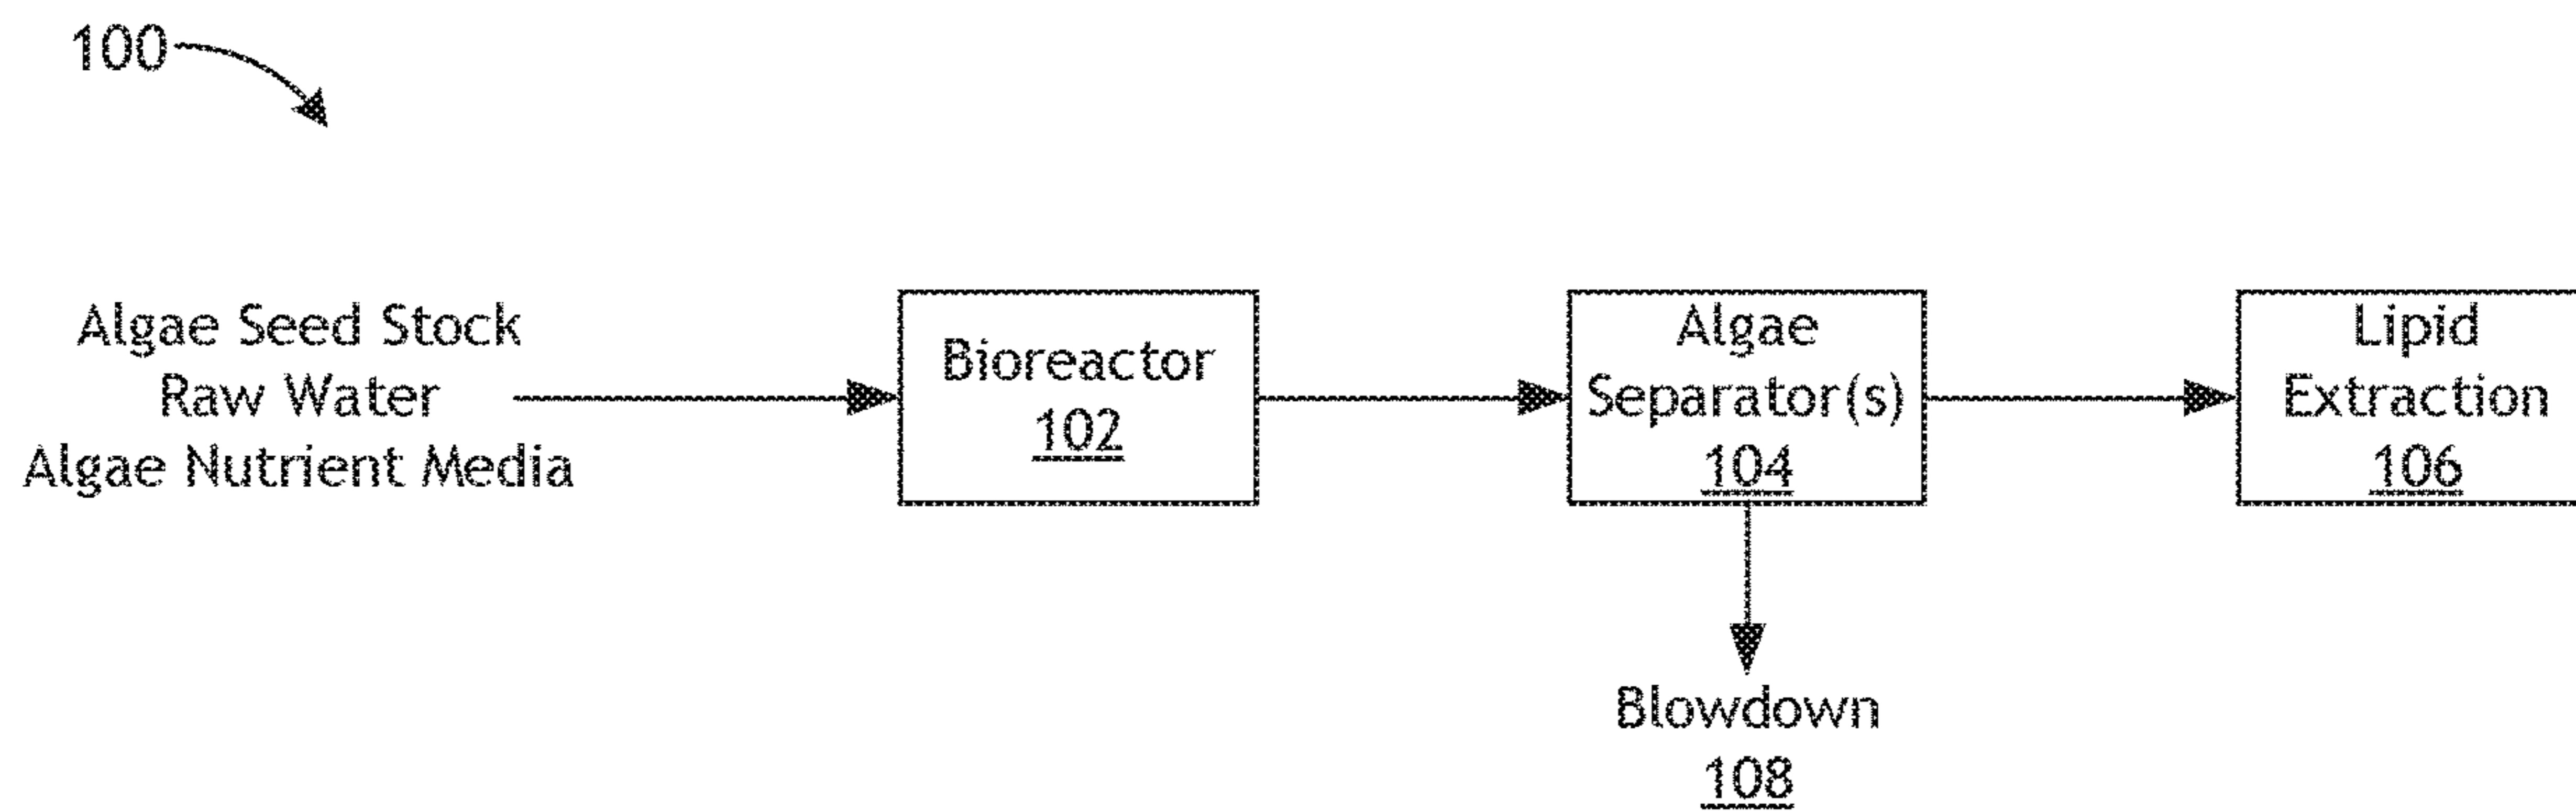 100
Algae Seed Stock
Raw Water
Algae Nutrient Media
Bioreactor
102
Algae
Separator(s)
104
Lipid
Extraction
106
Blowdown
108